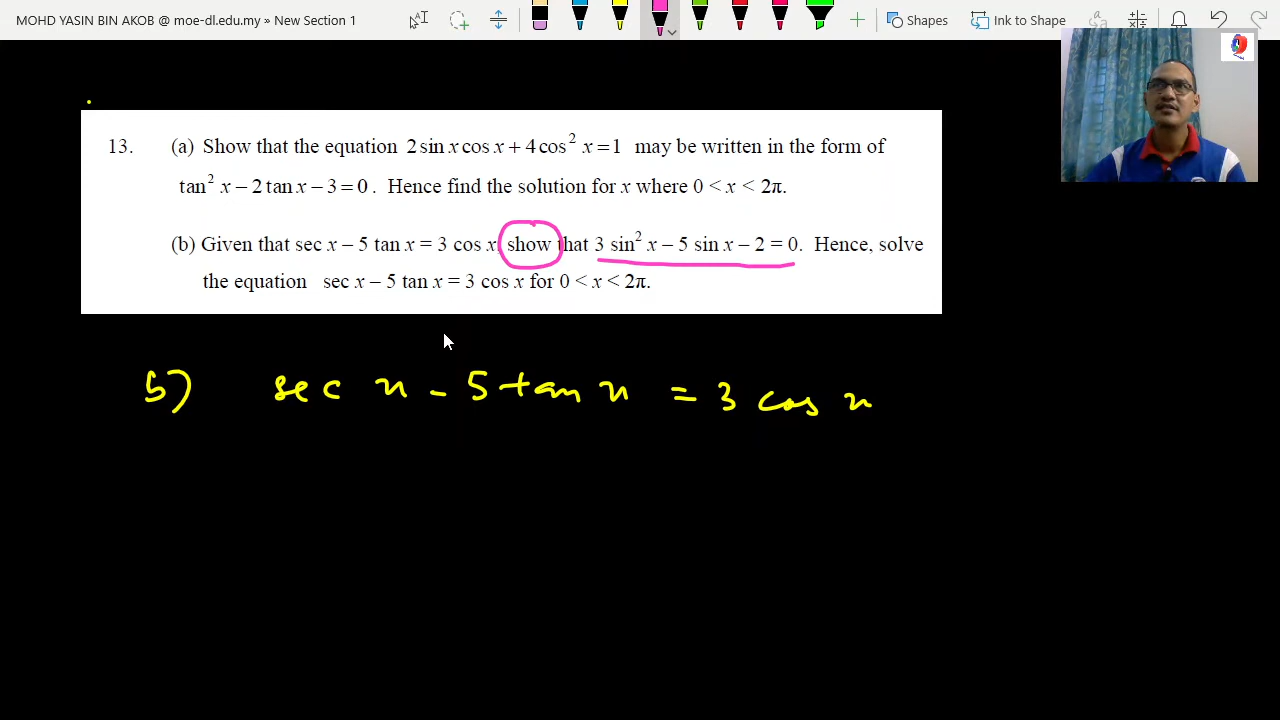 MOHD YASIN BIN AKOB @ moe-dl.edu.my » New Section 1
Shapes
Ink to Shape
13. (a) Show that the equation 2 sin x cos x + 4 cos² x = 1 may be written in the form of
tan² x − 2 tan x − 3 = 0. Hence find the solution for x where 0 < x < 2π.
(b) Given that sec x − 5 tan x = 3 cos x, show that 3 sin² x − 5 sin x − 2 = 0. Hence, solve
the equation sec x − 5 tan x = 3 cos x for 0 < x < 2π.
b) sec x - 5 tan x = 3 cos x